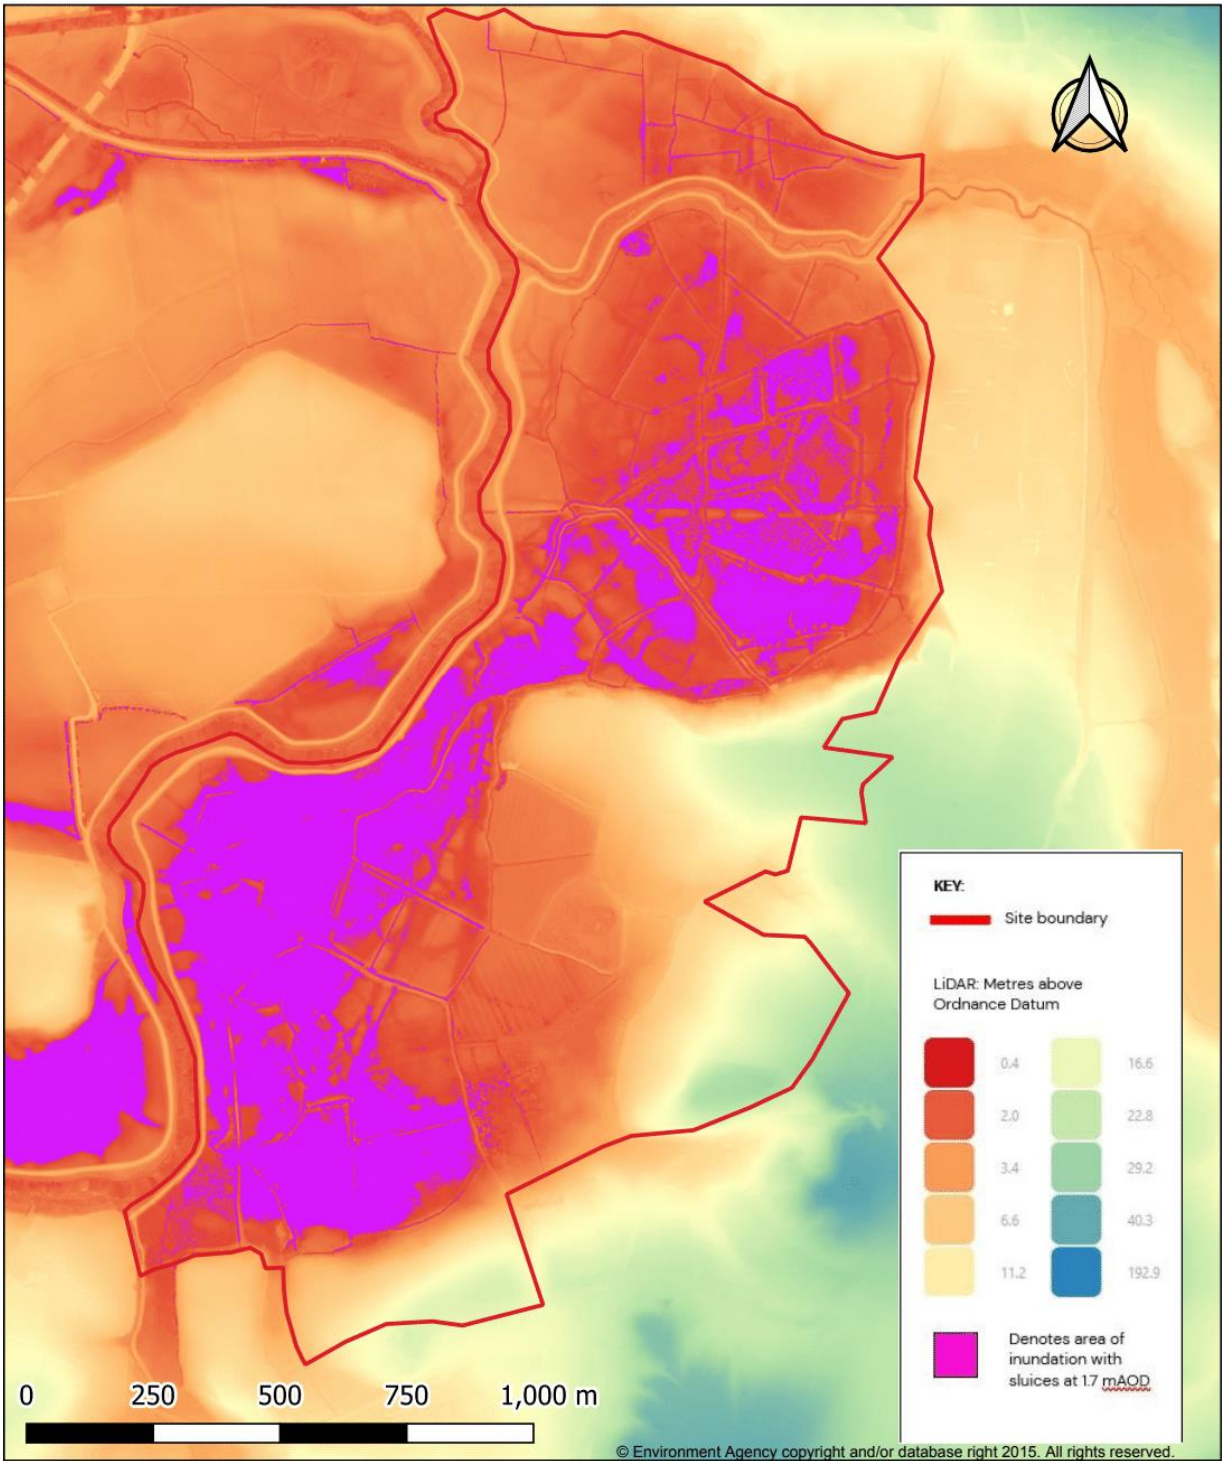 KEY:
Site boundary
LiDAR: Metres above
Ordnance Datum
0.4 16.6
2.0 22.8
3.4 29.2
6.6 40.3
11.2 192.9
Denotes area of
inundation with
sluices at 1.7 mAOD
0 250 500 750 1,000 m
© Environment Agency copyright and/or database right 2015. All rights reserved.